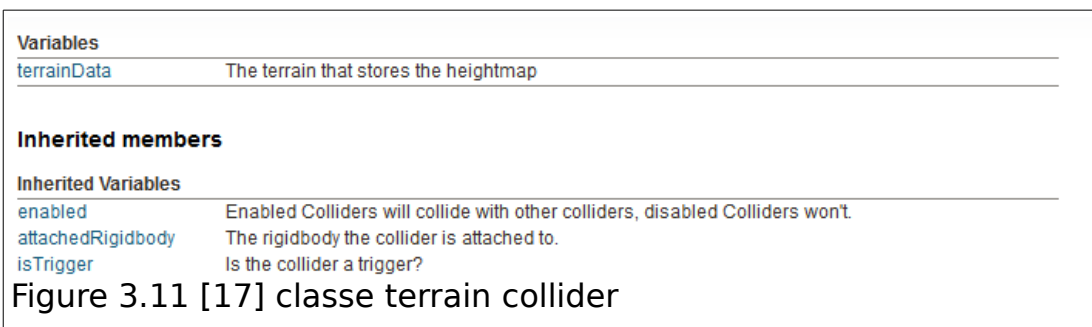 Variables
terrainData The terrain that stores the heightmap
Inherited members
Inherited Variables
enabled Enabled Colliders will collide with other colliders, disabled Colliders won't.
attachedRigidbody The rigidbody the collider is attached to.
isTrigger Is the collider a trigger?
Figure 3.11 [17] classe terrain collider